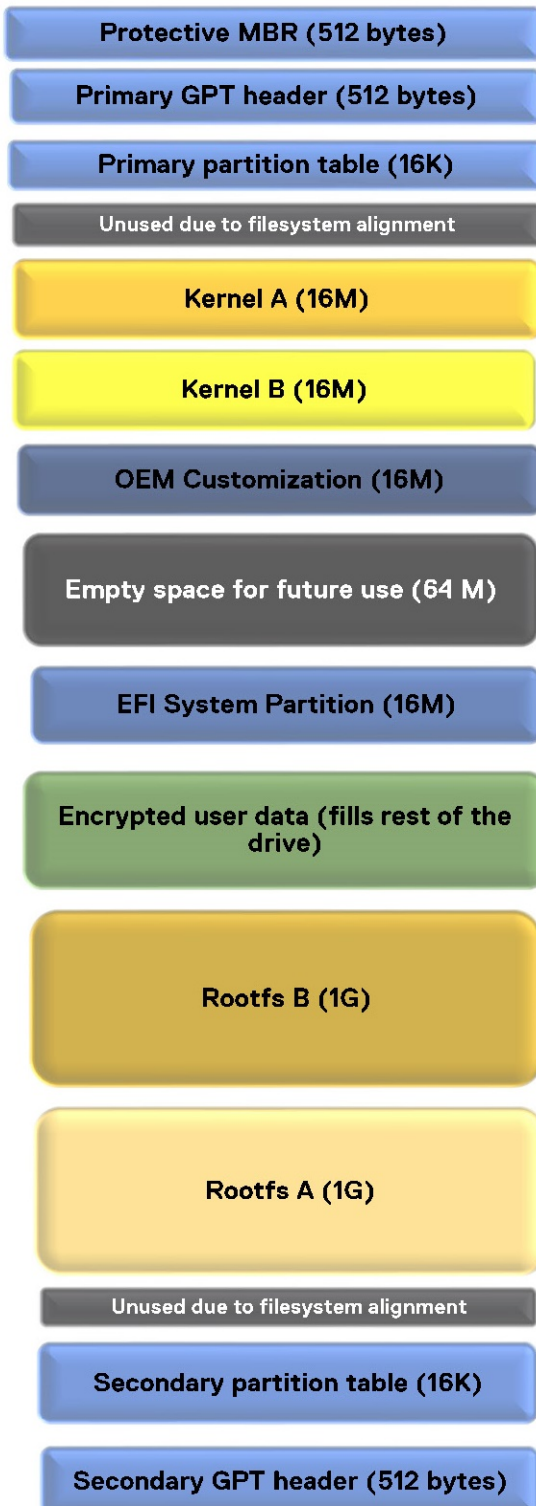 Protective MBR (512 bytes)
Primary GPT header (512 bytes)
Primary partition table (16K)
Unused due to filesystem alignment
Kernel A (16M)
Kernel B (16M)
OEM Customization (16M)
Empty space for future use (64 M)
EFI System Partition (16M)
Encrypted user data (fills rest of the
drive)
Rootfs B (1G)
Rootfs A (1G)
Unused due to filesystem alignment
Secondary partition table (16K)
Secondary GPT header (512 bytes)